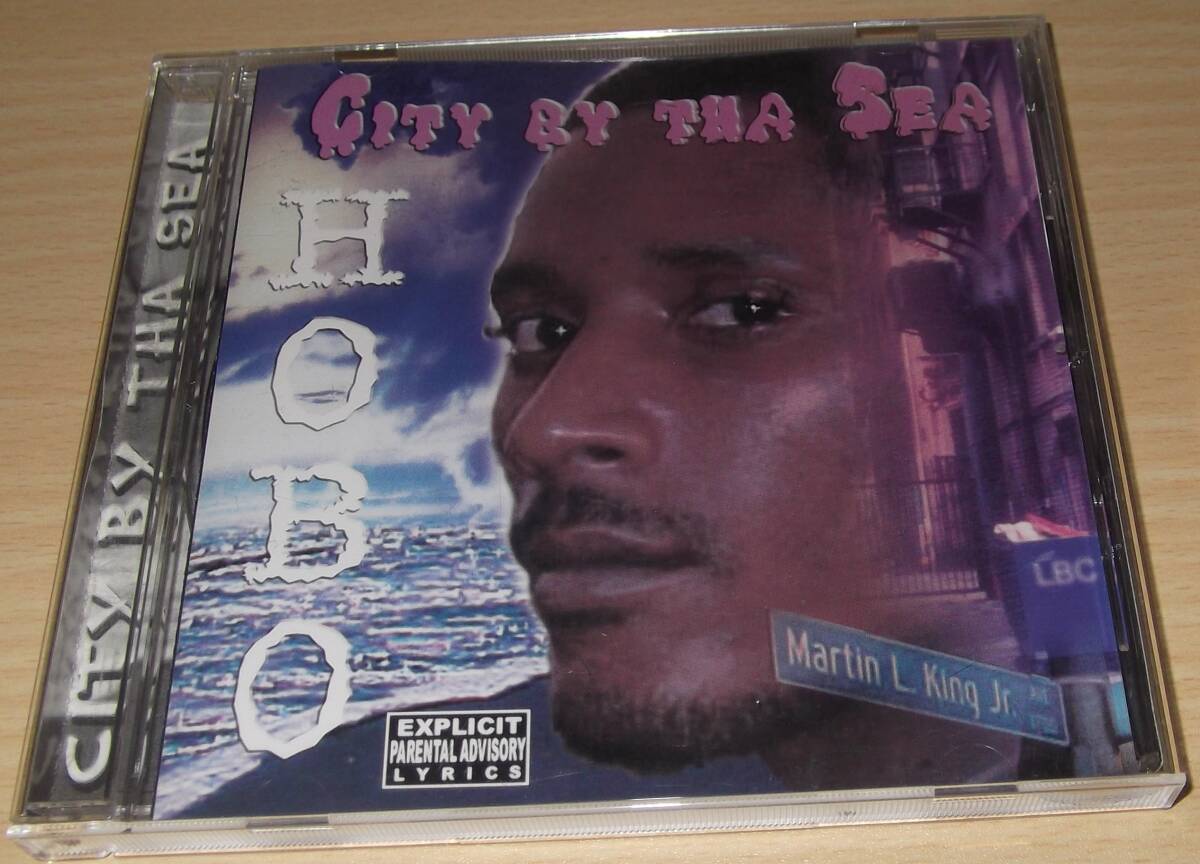 CITY BY THA SEA
CITY BY THA SEA
HOBO
LBC
Martin L. King Jr.
EXPLICIT
PARENTAL ADVISORY
LYRICS